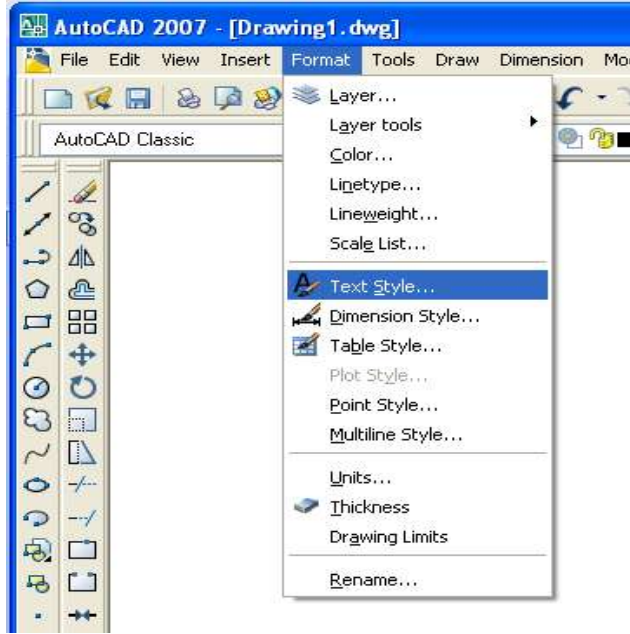 AutoCAD 2007 - [Drawing1.dwg]
File Edit View Insert Format Tools Draw Dimension Mo
AutoCAD Classic
Layer...
Layer tools
Color...
Linetype...
Lineweight...
Scale List...
Text Style...
Dimension Style...
Table Style...
Plot Style...
Point Style...
Multiline Style...
Units...
Thickness
Drawing Limits
Rename...